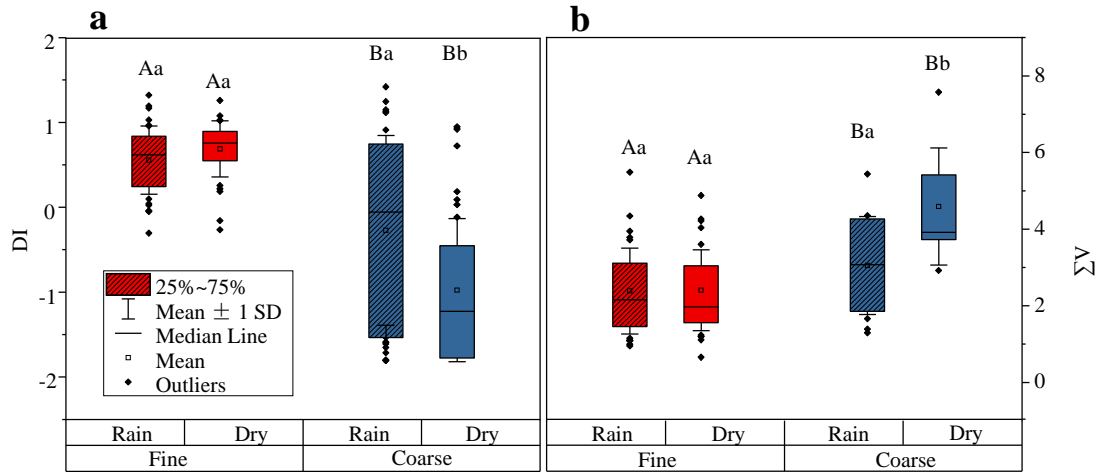 a
b
2
1
0
-1
-2
DI
Aa
Aa
Ba
Bb
25%~75%
Mean ± 1 SD
Median Line
Mean
Outliers
Rain Dry Rain Dry
Fine Coarse
Aa
Aa
Ba
Bb
8
6
4
2
0
ΣV
Rain Dry Rain Dry
Fine Coarse